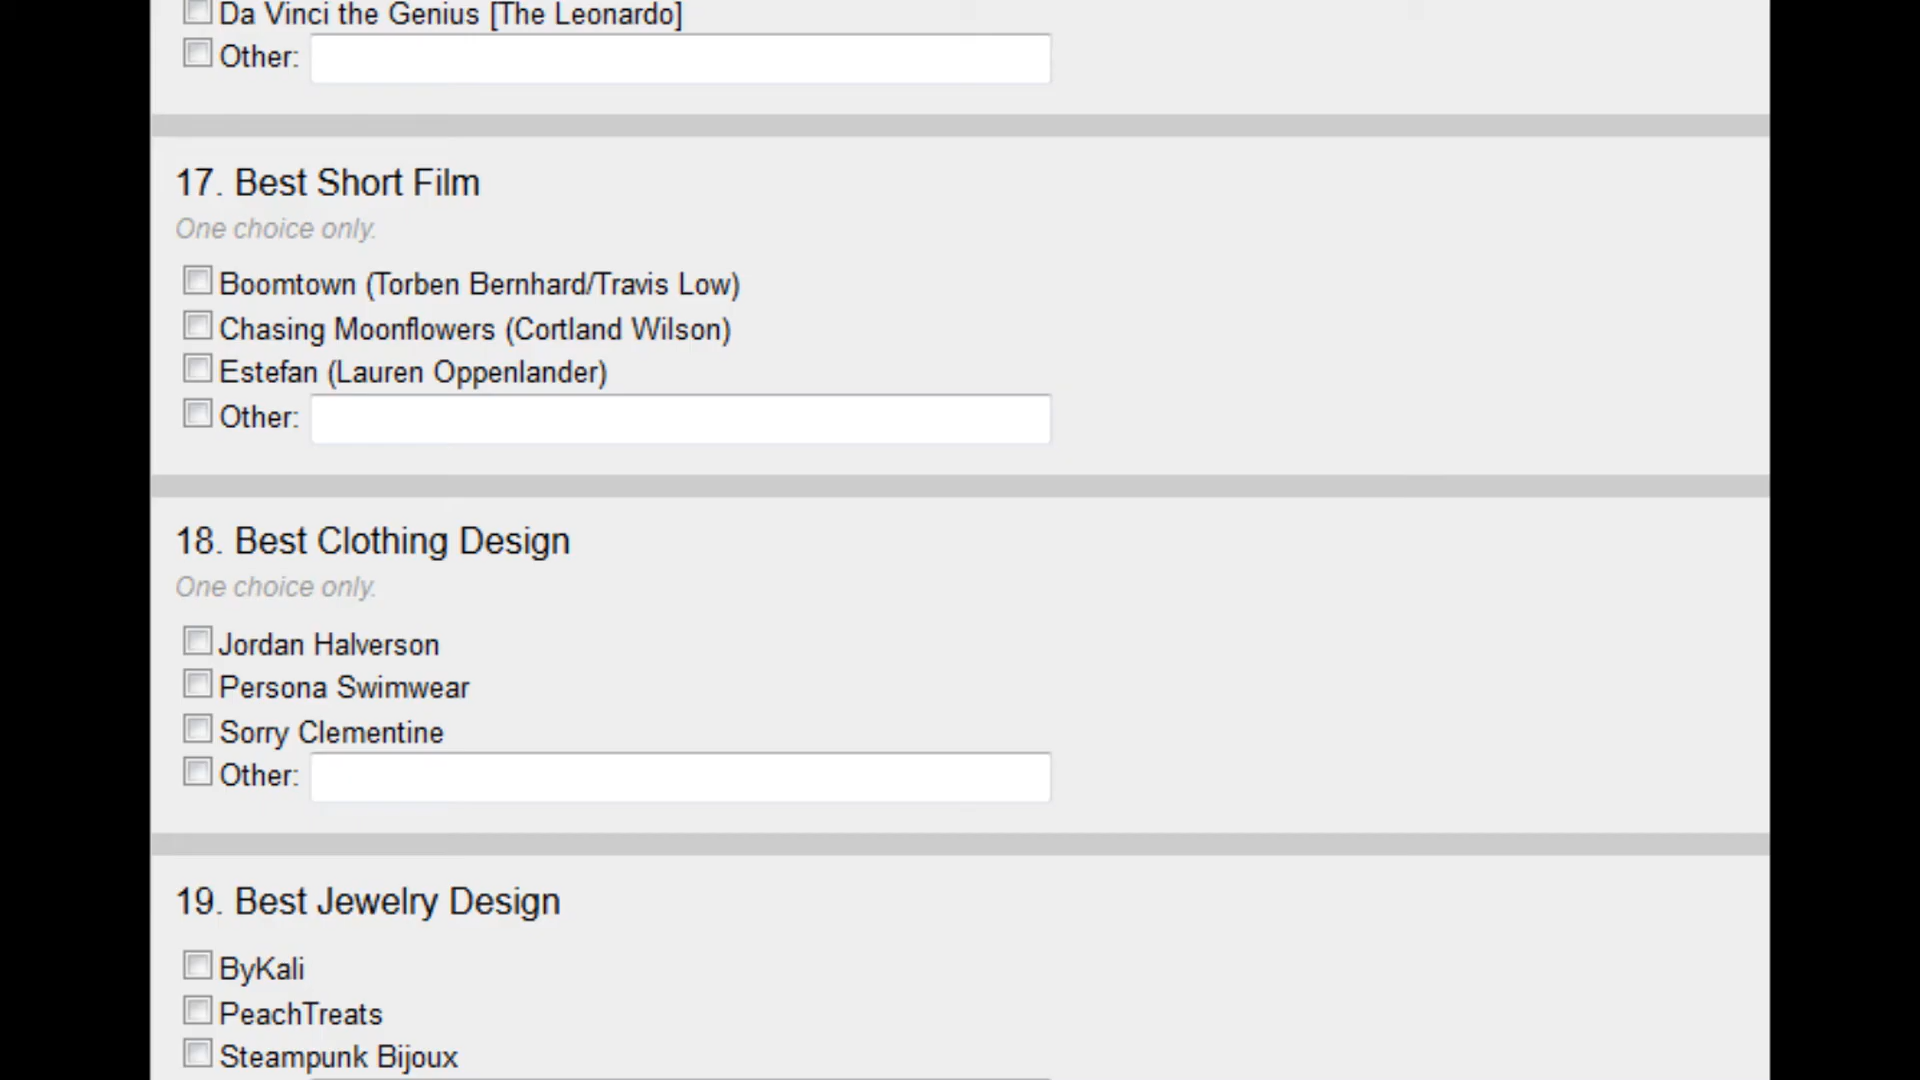 Da Vinci the Genius [The Leonardo]
Other:
17. Best Short Film
One choice only.
Boomtown (Torben Bernhard/Travis Low)
Chasing Moonflowers (Cortland Wilson)
Estefan (Lauren Oppenlander)
Other:
18. Best Clothing Design
One choice only.
Jordan Halverson
Persona Swimwear
Sorry Clementine
Other:
19. Best Jewelry Design
ByKali
PeachTreats
Steampunk Bijoux